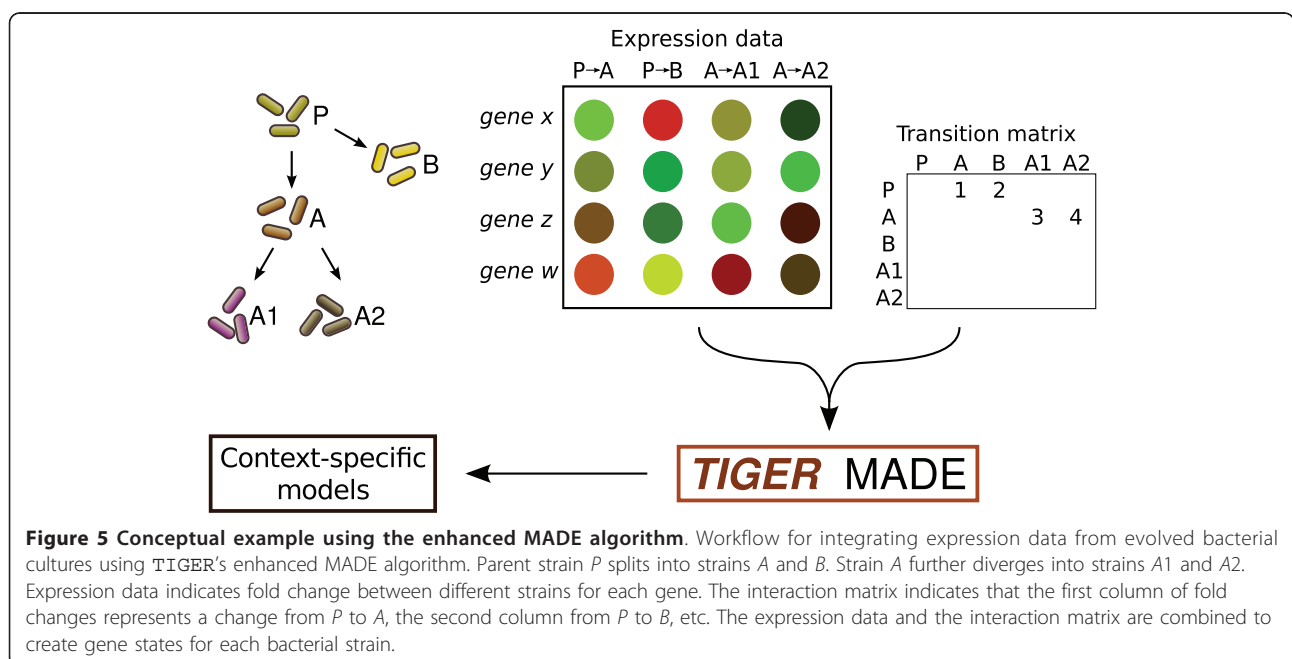 Expression data
P→A P→B A→A1 A→A2
gene x
gene y
gene z
gene w
P
B
A
A1 A2
Transition matrix
P A B A1 A2
P 1 2
A 3 4
B
A1
A2
Context-specific
models
TIGER MADE
Figure 5 Conceptual example using the enhanced MADE algorithm. Workflow for integrating expression data from evolved bacterial
cultures using TIGER's enhanced MADE algorithm. Parent strain P splits into strains A and B. Strain A further diverges into strains A1 and A2.
Expression data indicates fold change between different strains for each gene. The interaction matrix indicates that the first column of fold
changes represents a change from P to A, the second column from P to B, etc. The expression data and the interaction matrix are combined to
create gene states for each bacterial strain.